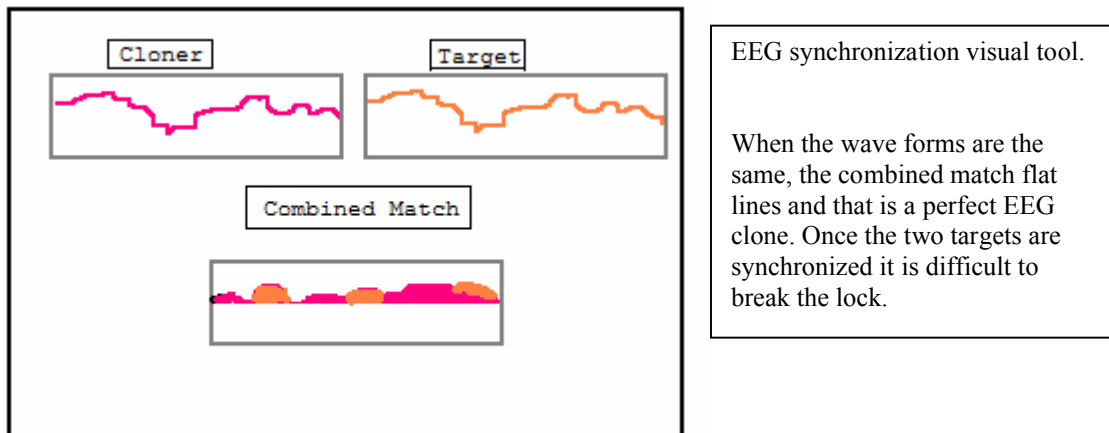 Cloner
Target
Combined Match
EEG synchronization visual tool.
When the wave forms are the
same, the combined match flat
lines and that is a perfect EEG
clone. Once the two targets are
synchronized it is difficult to
break the lock.